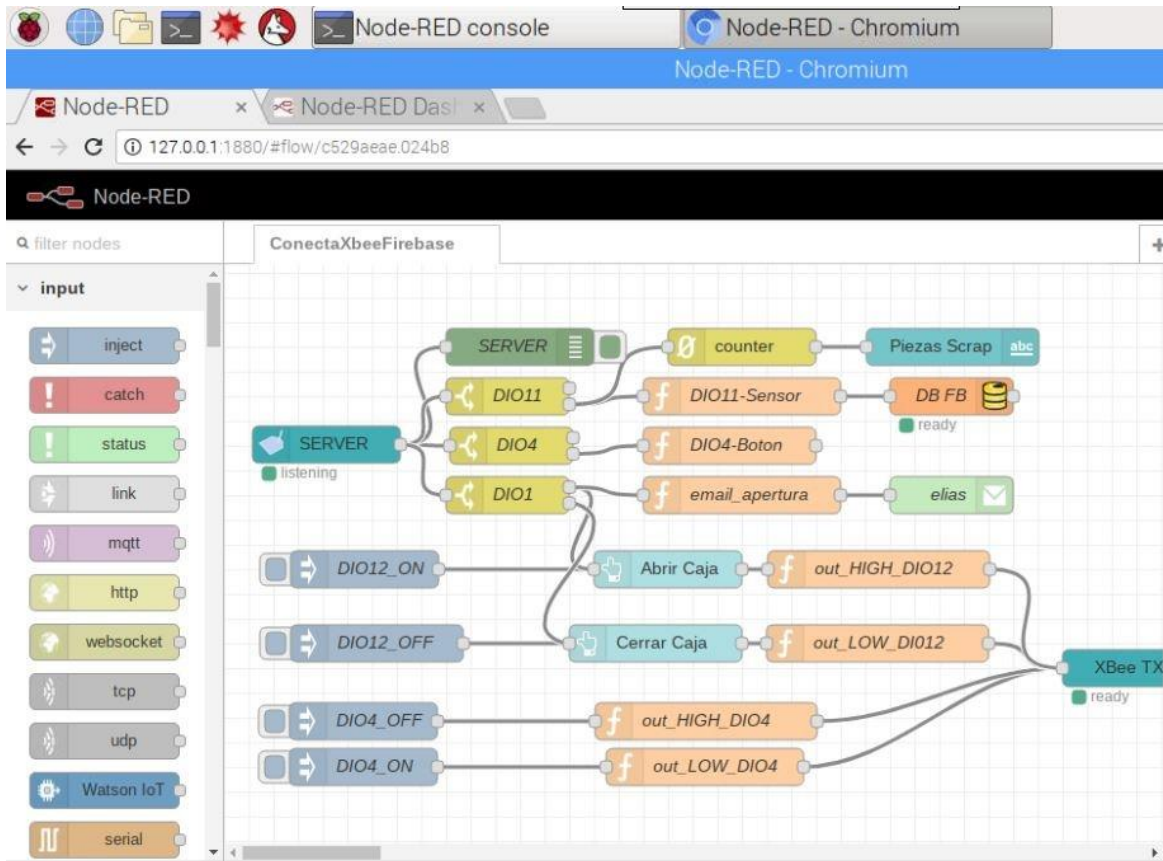 Node-RED console
Node-RED - Chromium
Node-RED - Chromium
Node-RED
Node-RED Dash
127.0.0.1:1880/#flow/c529aeae.024b8
Node-RED
filter nodes
ConectaXbeeFirebase
input
inject
catch
status
link
mqtt
http
websocket
tcp
udp
Watson IoT
serial
SERVER
counter
Piezas Scrap
abc
DIO11
DIO11-Sensor
DB FB
ready
SERVER
listening
DIO4
DIO4-Boton
DIO1
email_apertura
elias
DIO12_ON
Abrir Caja
out_HIGH_DIO12
DIO12_OFF
Cerrar Caja
out_LOW_DI012
XBee TX
ready
DIO4_OFF
out_HIGH_DIO4
DIO4_ON
out_LOW_DIO4